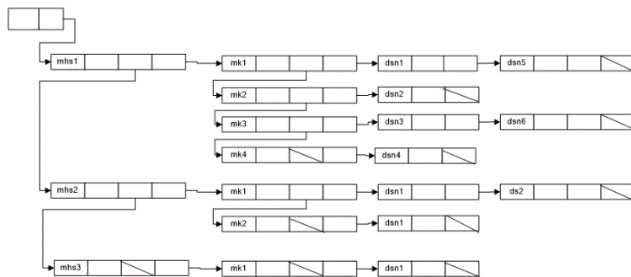 mhs1 mk1 dsn1 dsn5
mk2 dsn2
mk3 dsn3 dsn6
mk4 dsn4
mhs2 mk1 dsn1 ds2
mk2 dsn1
mhs3 mk1 dsn1